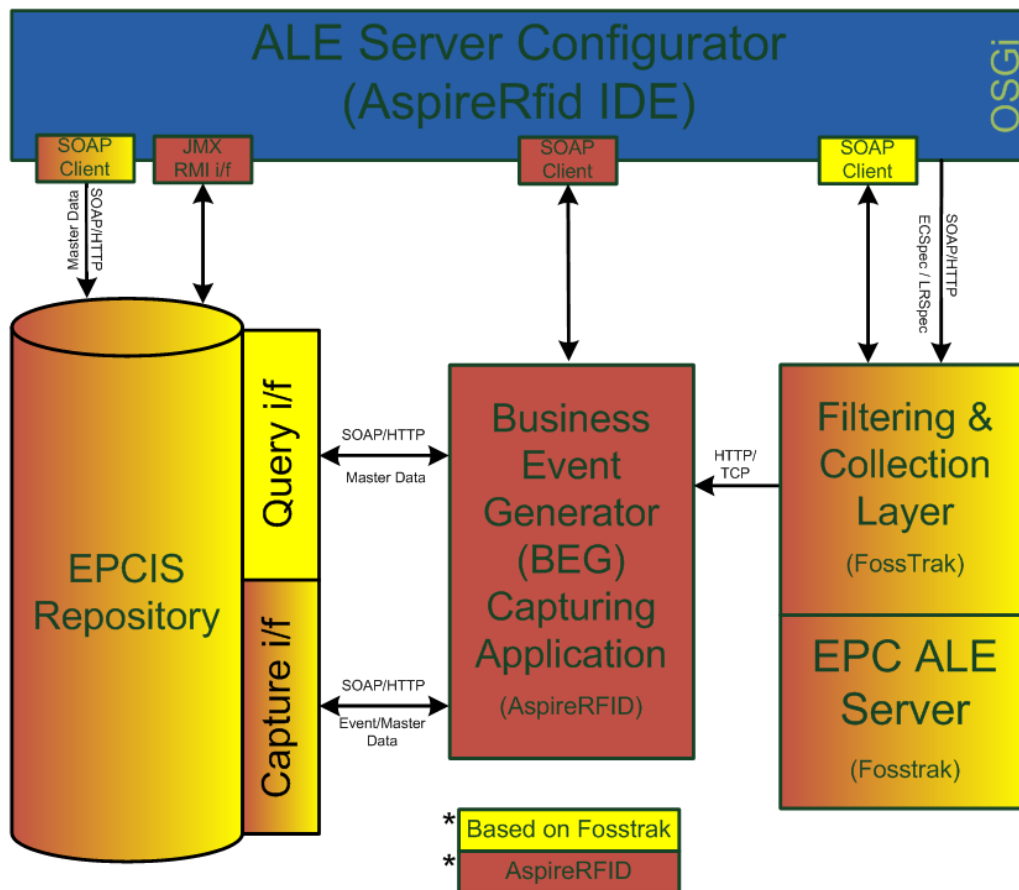 ALE Server Configurator
(AspireRfid IDE)
OSGi
SOAP
Client
JMX
RMI i/f
SOAP
Client
SOAP
Client
SOAP/HTTP
Master Data
SOAP/HTTP
ECSpec / LRSpec
EPCIS
Repository
Query i/f
Capture i/f
SOAP/HTTP
Master Data
SOAP/HTTP
Event/Master
Data
Business
Event
Generator
(BEG)
Capturing
Application
(AspireRFID)
HTTP/
TCP
Filtering &
Collection
Layer
(FossTrak)
EPC ALE
Server
(Fosstrak)
* Based on Fosstrak
* AspireRFID